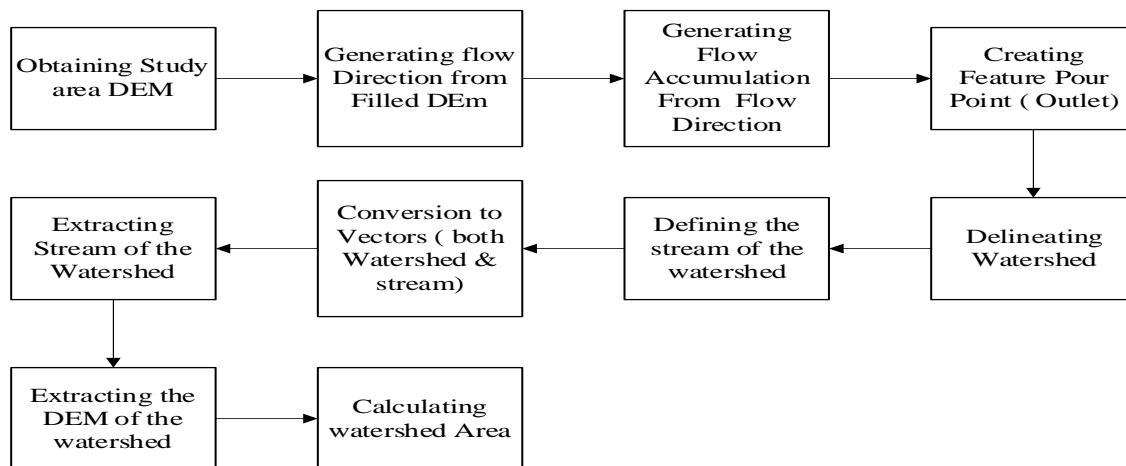 Obtaining Study
area DEM
Generating flow
Direction from
Filled DEm
Generating
Flow
Accumulation
From Flow
Direction
Creating
Feature Pour
Point ( Outlet)
Delineating
Watershed
Defining the
stream of the
watershed
Conversion to
Vectors ( both
Watershed &
stream)
Extracting
Stream of the
Watershed
Extracting the
DEM of the
watershed
Calculating
watershed Area